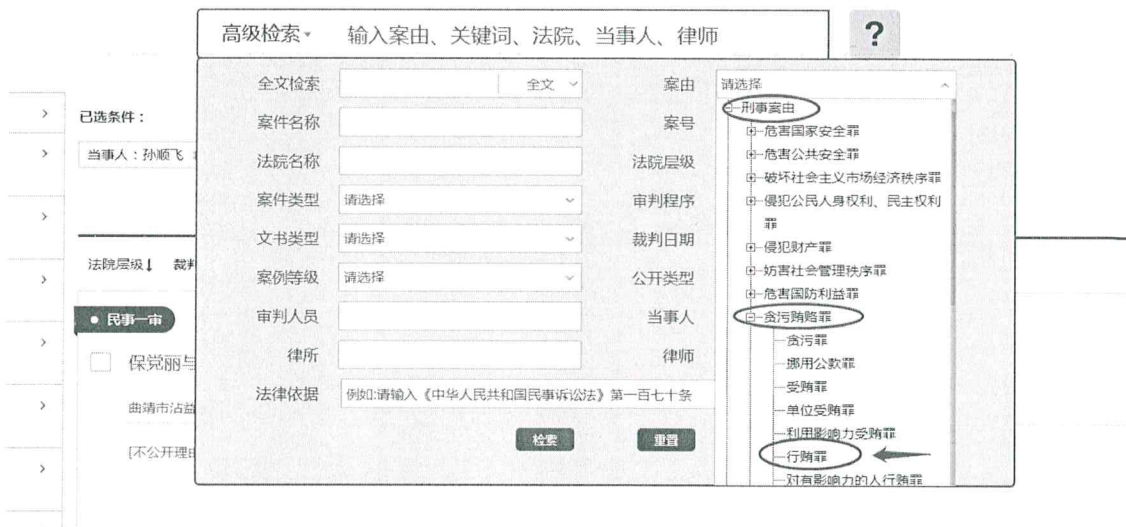 高级检索 输入案由、关键词、法院、当事人、律师 ?
全文检索 全文 案由 请选择
已选条件：
当事人：孙顺飞
法院层级↓ 裁判
民事一审
保党丽与
曲靖市沾益
[不公开理由
案件名称 案号
法院名称 法院层级
案件类型 请选择 审判程序
文书类型 请选择 裁判日期
案例等级 请选择 公开类型
审判人员 当事人
律所 律师
法律依据 例如:请输入《中华人民共和国民事诉讼法》第一百七十条
检索 重置
刑事案由
危害国家安全罪
危害公共安全罪
破坏社会主义市场经济秩序罪
侵犯公民人身权利、民主权利
罪
侵犯财产罪
妨害社会管理秩序罪
危害国防利益罪
贪污贿赂罪
贪污罪
挪用公款罪
受贿罪
单位受贿罪
利用影响力受贿罪
行贿罪
对有影响力的人行贿罪